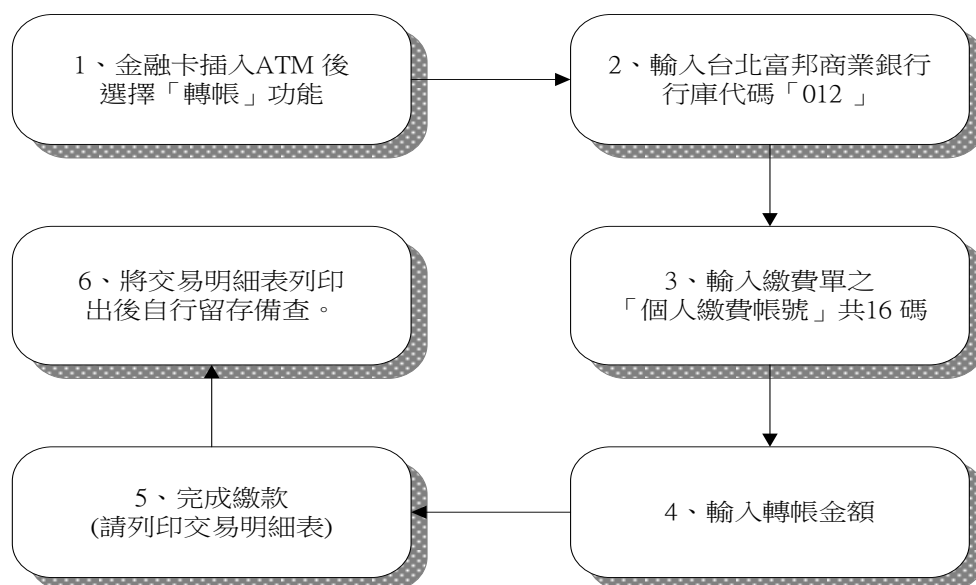 1、金融卡插入ATM 後
選擇「轉帳」功能
2、輸入台北富邦商業銀行
行庫代碼「012 」
3、輸入繳費單之
「個人繳費帳號」共16 碼
4、輸入轉帳金額
5、完成繳款
(請列印交易明細表)
6、將交易明細表列印
出後自行留存備查。